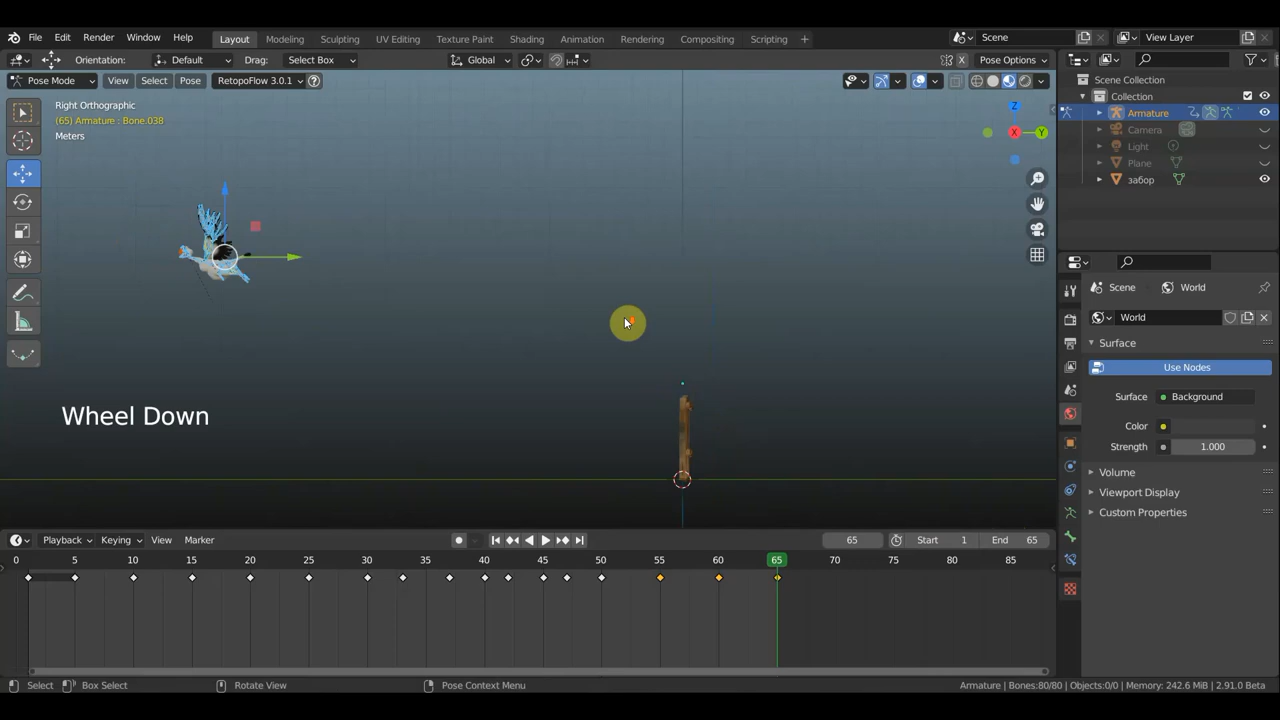 File Edit Render Window Help Layout Modeling Sculpting UV Editing Texture Paint Shading Animation Rendering Compositing Scripting + Scene View Layer
Orientation: Default Drag: Select Box Global Pose Options
Pose Mode View Select Pose RetopoFlow 3.0.1
Right Orthographic
(65) Armature : Bone.038
Meters
Z
X
Y
Scene Collection
Collection
Armature
Camera
Light
Plane
забор
Scene World
World
Surface
Use Nodes
Surface Background
Color
Strength 1.000
Volume
Viewport Display
Custom Properties
Wheel Down
Playback Keying View Marker 65 Start 1 End 65
0 5 10 15 20 25 30 35 40 45 50 55 60 65 70 75 80 85
Select Box Select Rotate View Pose Context Menu Armature | Bones:80/80 | Objects:0/0 | Memory: 242.6 MiB | 2.91.0 Beta